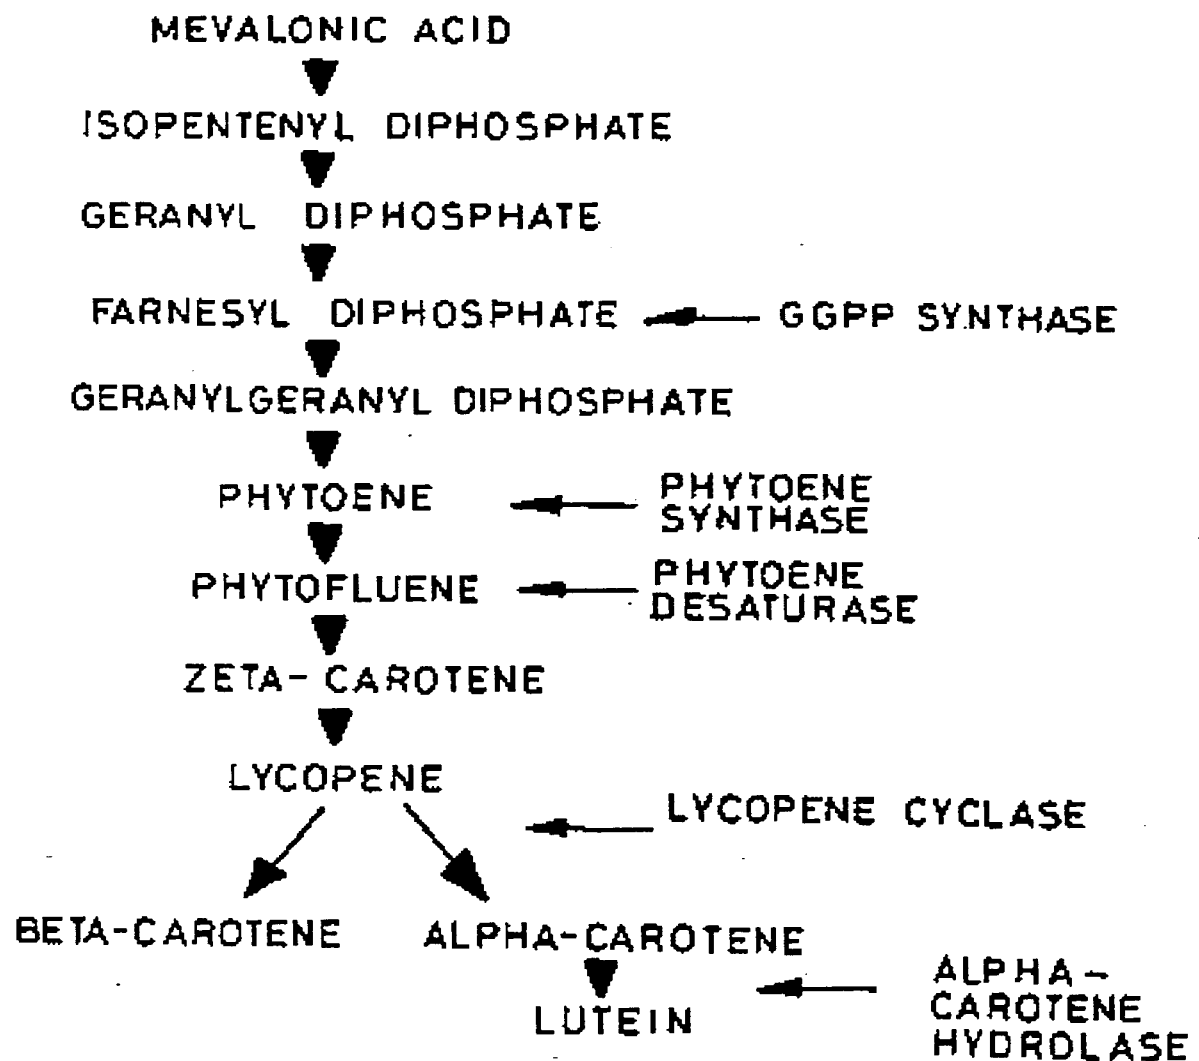 MEVALONIC ACID
ISOPENTENYL DIPHOSPHATE
GERANYL DIPHOSPHATE
FARNESYL DIPHOSPHATE
GGPP SYNTHASE
GERANYLGERANYL DIPHOSPHATE
PHYTOENE
PHYTOENE
SYNTHASE
PHYTOFLUENE
PHYTOENE
DESATURASE
ZETA-CAROTENE
LYCOPENE
LYCOPENE CYCLASE
BETA-CAROTENE
ALPHA-CAROTENE
LUTEIN
ALPHA-
CAROTENE
HYDROLASE